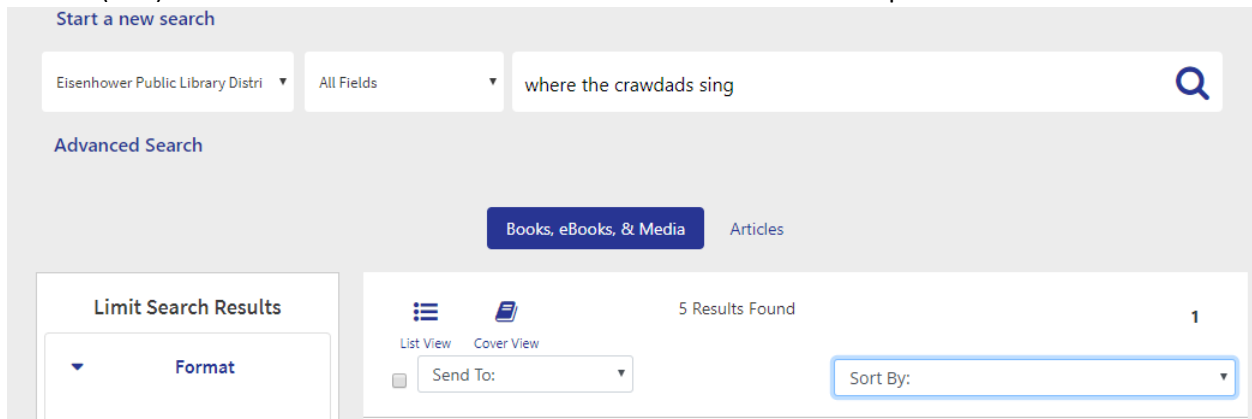 Start a new search
Eisenhower Public Library Distri All Fields where the crawdads sing
Advanced Search
Books, eBooks, & Media Articles
Limit Search Results
Format
5 Results Found 1
List View Cover View
Send To: Sort By: